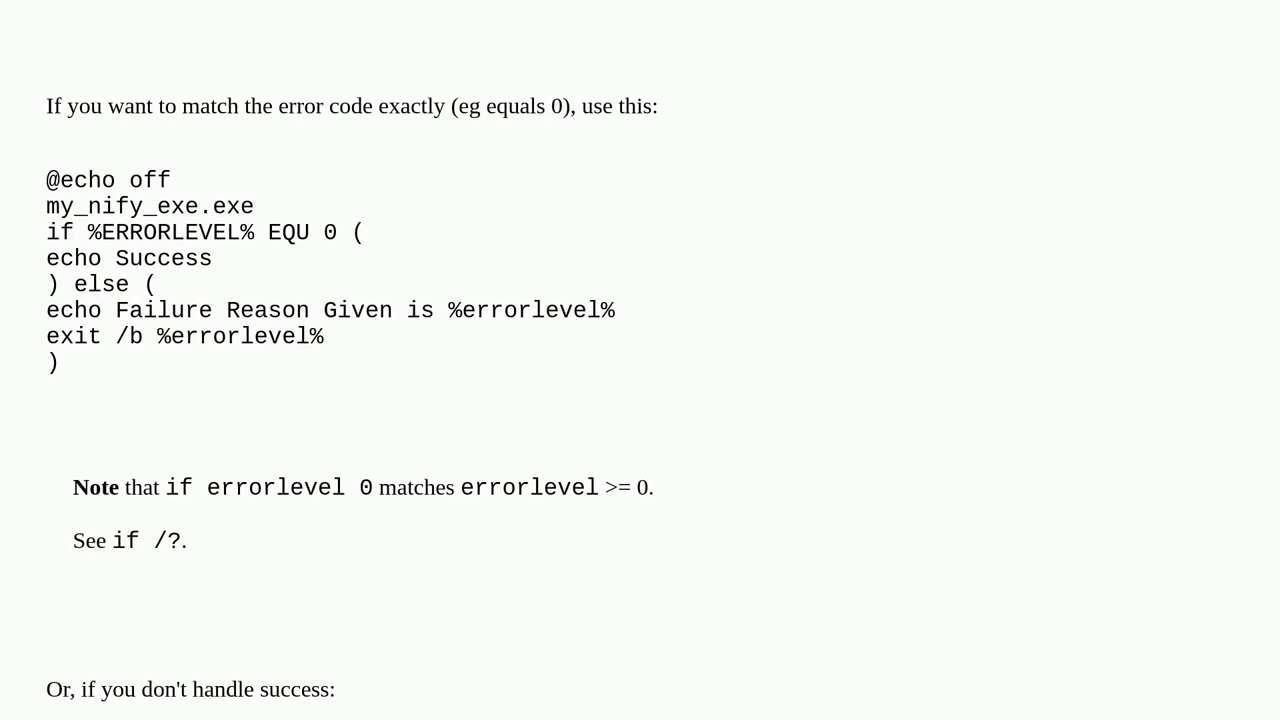 If you want to match the error code exactly (eg equals 0), use this:
@echo off
my_nify_exe.exe
if %ERRORLEVEL% EQU 0 (
echo Success
) else (
echo Failure Reason Given is %errorlevel%
exit /b %errorlevel%
)
Note that if errorlevel 0 matches errorlevel >= 0.
See if /?.
Or, if you don't handle success: